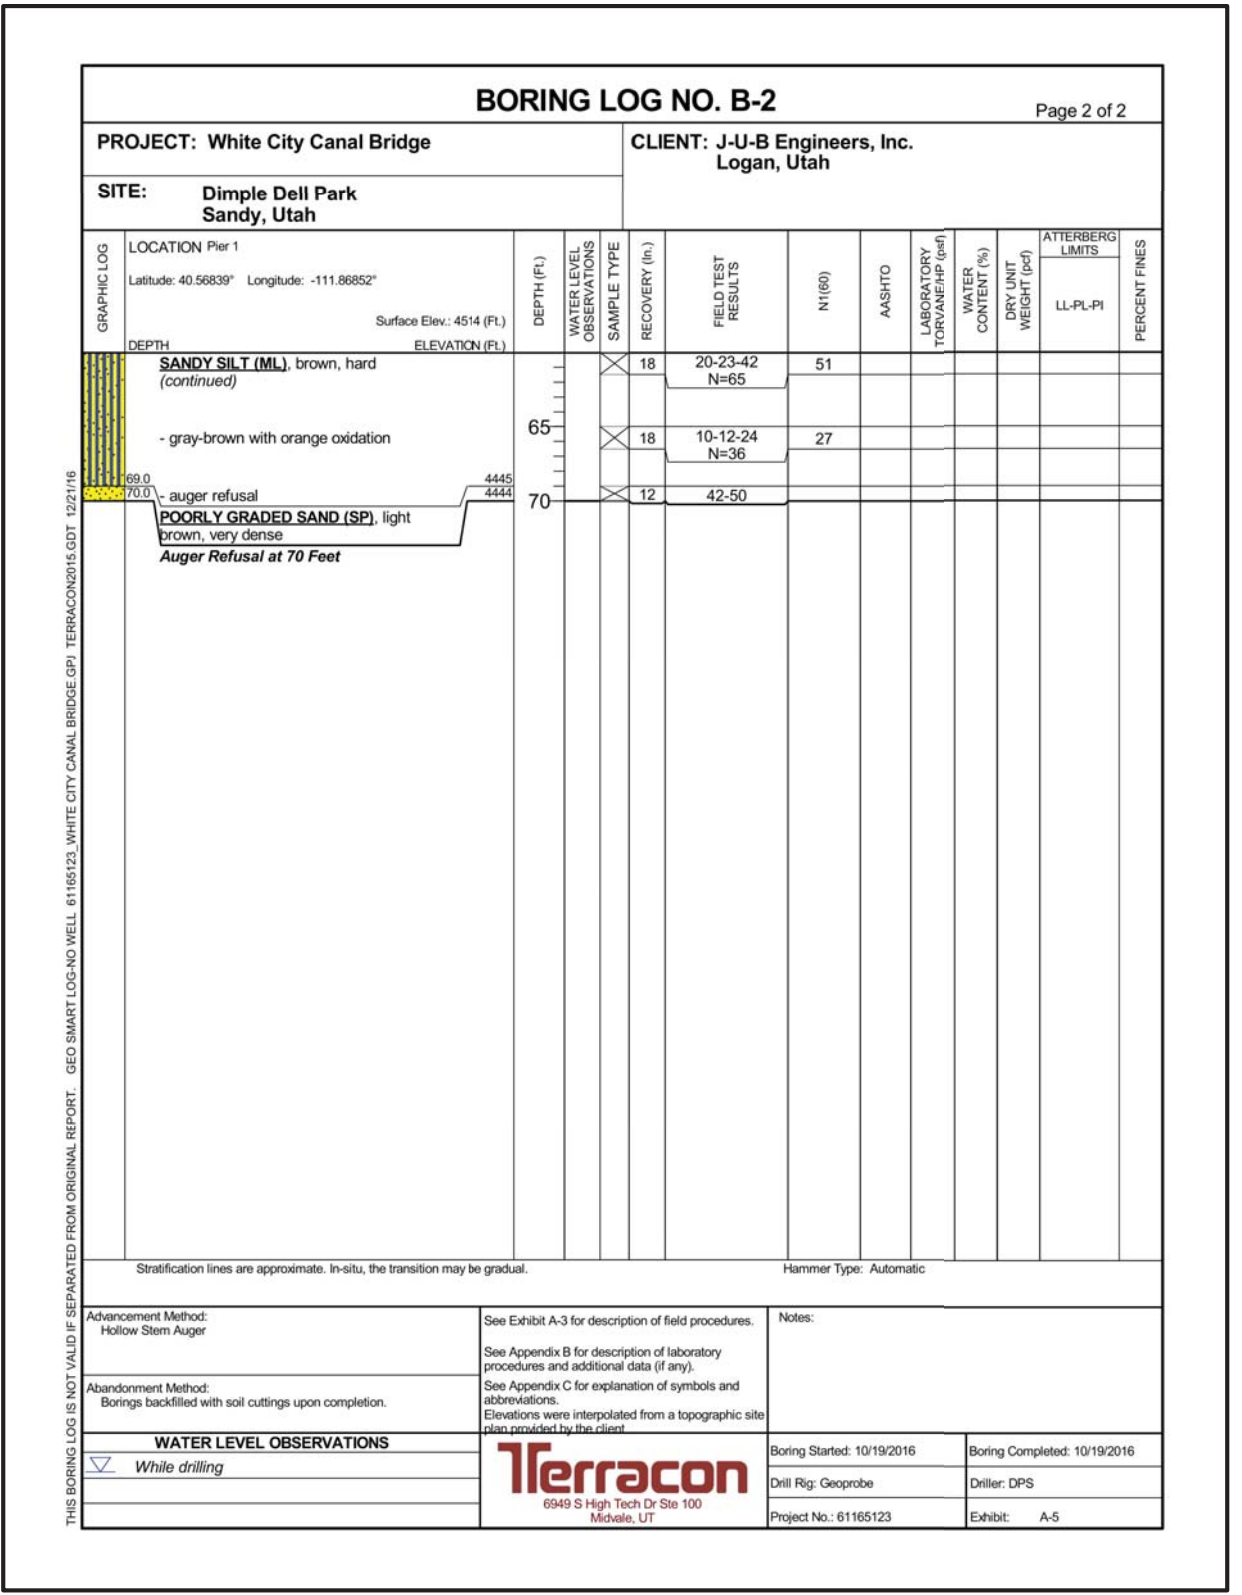 BORING LOG NO. B-2
Page 2 of 2
PROJECT: White City Canal Bridge
CLIENT: J-U-B Engineers, Inc.
Logan, Utah
SITE: Dimple Dell Park
Sandy, Utah
GRAPHIC LOG
LOCATION Pier 1
Latitude: 40.56839° Longitude: -111.86852°
Surface Elev.: 4514 (Ft.)
DEPTH ELEVATION (Ft.)
DEPTH (Ft.)
WATER LEVEL
OBSERVATIONS
SAMPLE TYPE
RECOVERY (In.)
FIELD TEST
RESULTS
N1(60)
AASHTO
LABORATORY
TORVANE/HP (psf)
WATER
CONTENT (%)
DRY UNIT
WEIGHT (pcf)
ATTERBERG
LIMITS
LL-PL-PI
PERCENT FINES
SANDY SILT (ML), brown, hard
(continued)
18 20-23-42 51
N=65
65
- gray-brown with orange oxidation
18 10-12-24 27
N=36
69.0 4445
70.0 - auger refusal 4444
70 12 42-50
POORLY GRADED SAND (SP), light
brown, very dense
Auger Refusal at 70 Feet
Stratification lines are approximate. In-situ, the transition may be gradual.
Hammer Type: Automatic
Advancement Method:
Hollow Stem Auger
Abandonment Method:
Borings backfilled with soil cuttings upon completion.
See Exhibit A-3 for description of field procedures.
See Appendix B for description of laboratory
procedures and additional data (if any).
See Appendix C for explanation of symbols and
abbreviations.
Elevations were interpolated from a topographic site
plan provided by the client
Notes:
WATER LEVEL OBSERVATIONS
While drilling
Terracon
6949 S High Tech Dr Ste 100
Midvale, UT
Boring Started: 10/19/2016
Boring Completed: 10/19/2016
Drill Rig: Geoprobe
Driller: DPS
Project No.: 61165123
Exhibit: A-5
THIS BORING LOG IS NOT VALID IF SEPARATED FROM ORIGINAL REPORT. GEO SMART LOG-NO WELL 61165123_WHITE CITY CANAL BRIDGE.GPJ TERRACON2015.GDT 12/21/16